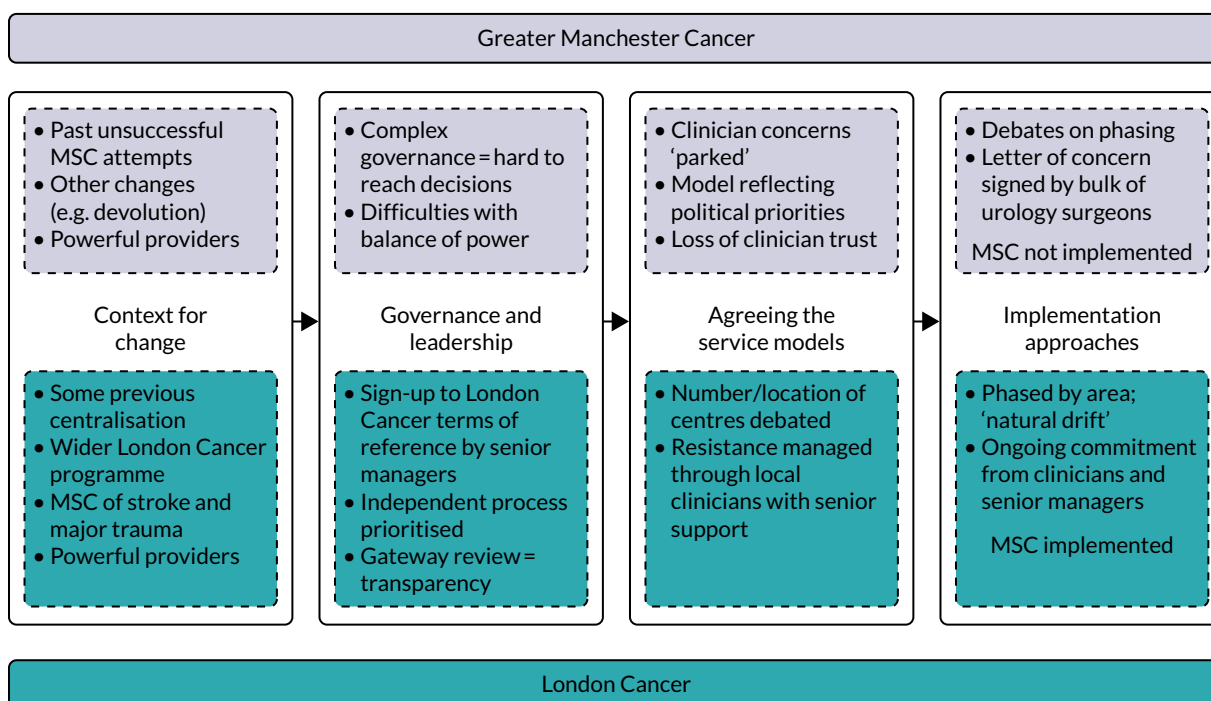 Greater Manchester Cancer
• Past unsuccessful
MSC attempts
• Other changes
(e.g. devolution)
• Powerful providers
Context for
change
• Some previous
centralisation
• Wider London Cancer
programme
• MSC of stroke and
major trauma
• Powerful providers
• Complex
governance = hard to
reach decisions
• Difficulties with
balance of power
Governance and
leadership
• Sign-up to London
Cancer terms of
reference by senior
managers
• Independent process
prioritised
• Gateway review =
transparency
• Clinician concerns
‘parked’
• Model reflecting
political priorities
• Loss of clinician trust
Agreeing the
service models
• Number/location of
centres debated
• Resistance managed
through local
clinicians with senior
support
• Debates on phasing
• Letter of concern
signed by bulk of
urology surgeons
MSC not implemented
Implementation
approaches
• Phased by area;
‘natural drift’
• Ongoing commitment
from clinicians and
senior managers
MSC implemented
London Cancer